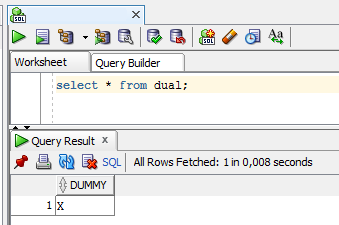 SQL
Worksheet Query Builder
select * from dual;
Query Result x
SQL All Rows Fetched: 1 in 0,008 seconds
DUMMY
1 X